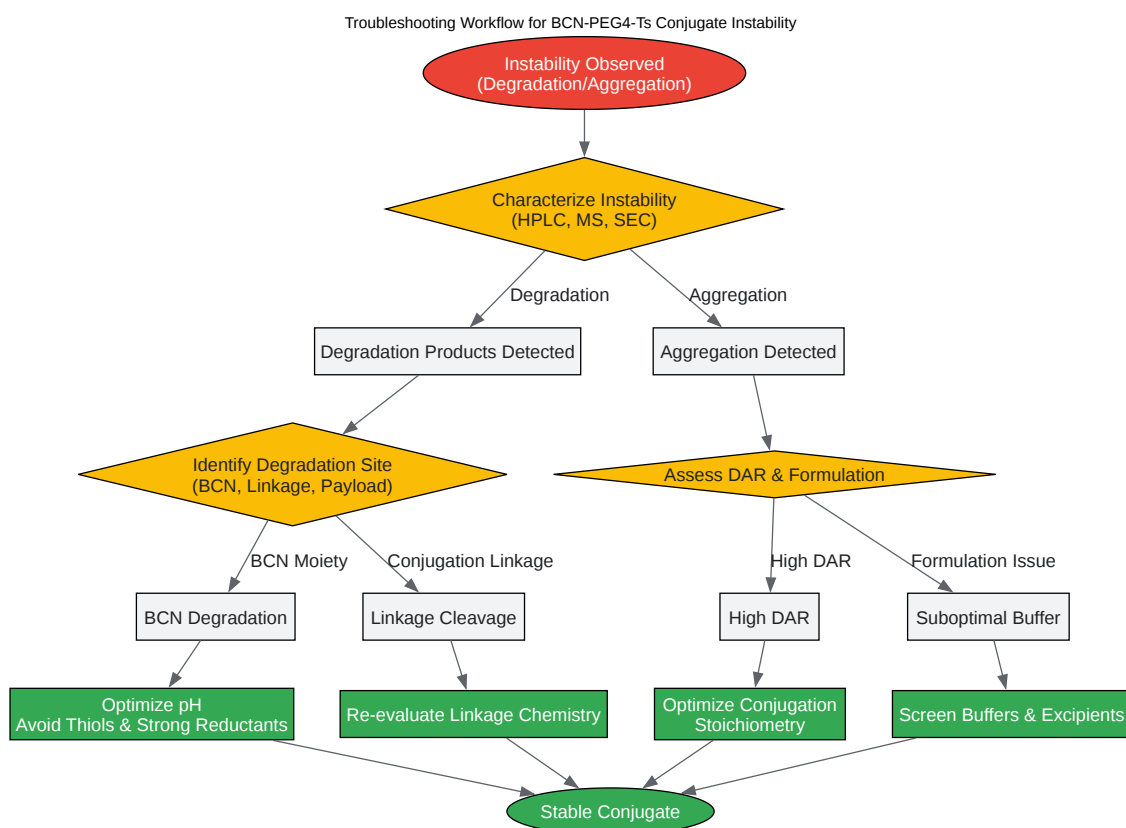 Troubleshooting Workflow for BCN-PEG4-Ts Conjugate Instability
Instability Observed
(Degradation/Aggregation)
Characterize Instability
(HPLC, MS, SEC)
Degradation
Aggregation
Degradation Products Detected
Aggregation Detected
Identify Degradation Site
(BCN, Linkage, Payload)
Assess DAR & Formulation
BCN Moiety
Conjugation Linkage
High DAR
Formulation Issue
BCN Degradation
Linkage Cleavage
High DAR
Suboptimal Buffer
Optimize pH
Avoid Thiols & Strong Reductants
Re-evaluate Linkage Chemistry
Optimize Conjugation
Stoichiometry
Screen Buffers & Excipients
Stable Conjugate